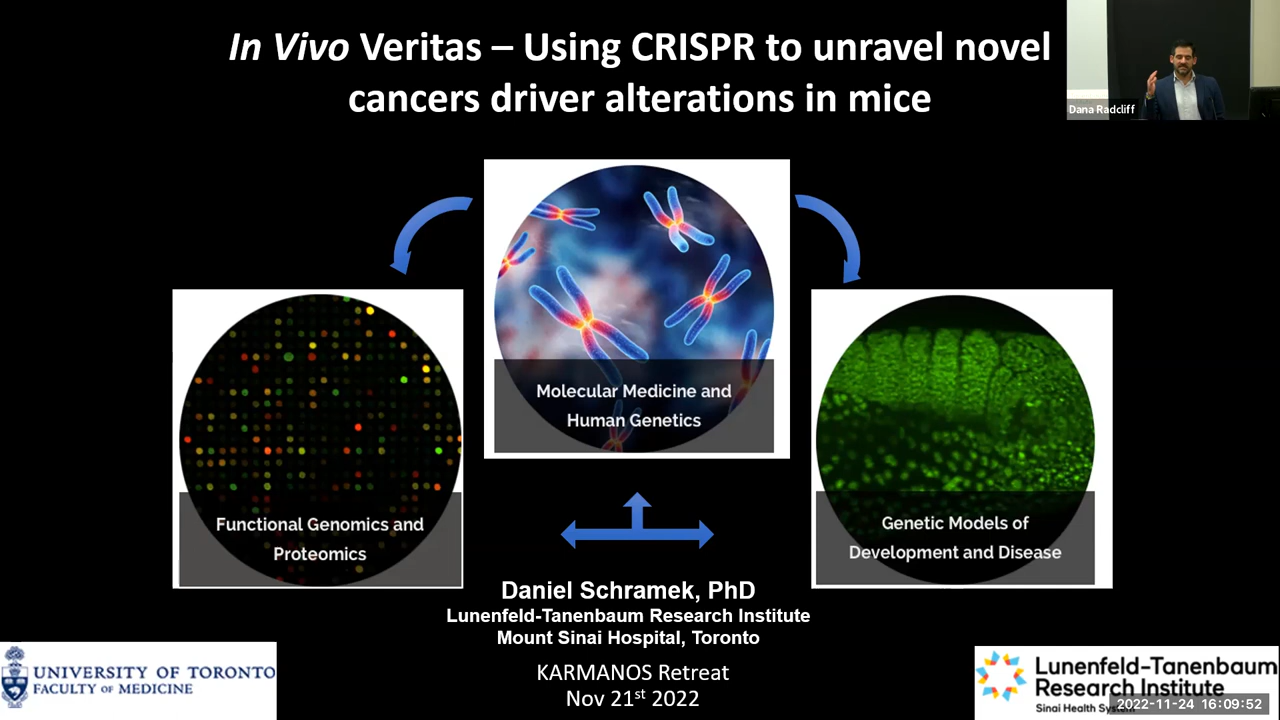 In Vivo Veritas – Using CRISPR to unravel novel
cancers driver alterations in mice
Dana Radcliff
Molecular Medicine and
Human Genetics
Functional Genomics and
Proteomics
Genetic Models of
Development and Disease
Daniel Schramek, PhD
Lunenfeld-Tanenbaum Research Institute
Mount Sinai Hospital, Toronto
KARMANOS Retreat
Nov 21st 2022
UNIVERSITY OF TORONTO
FACULTY OF MEDICINE
Lunenfeld-Tanenbaum
Research Institute
Sinai Health
2022-11-24 16:09:52